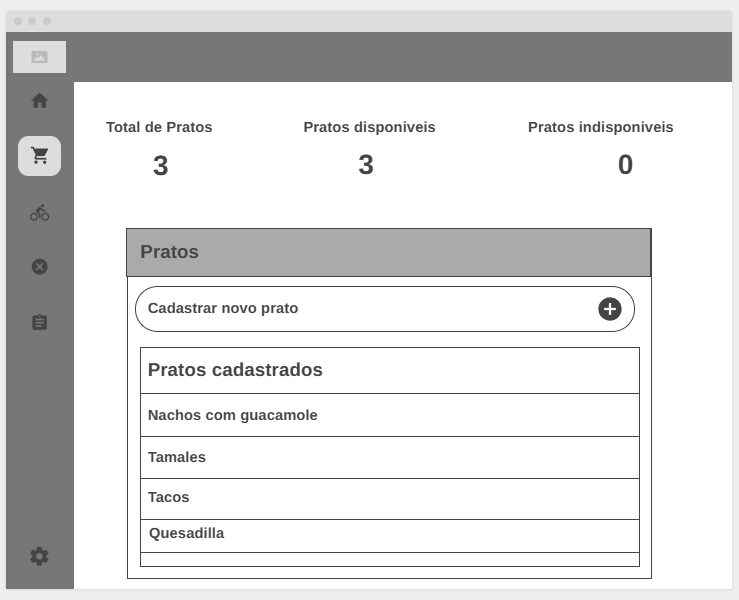 Total de Pratos
Pratos disponiveis
Pratos indisponiveis
3
3
0
Pratos
Cadastrar novo prato
Pratos cadastrados
Nachos com guacamole
Tamales
Tacos
Quesadilla